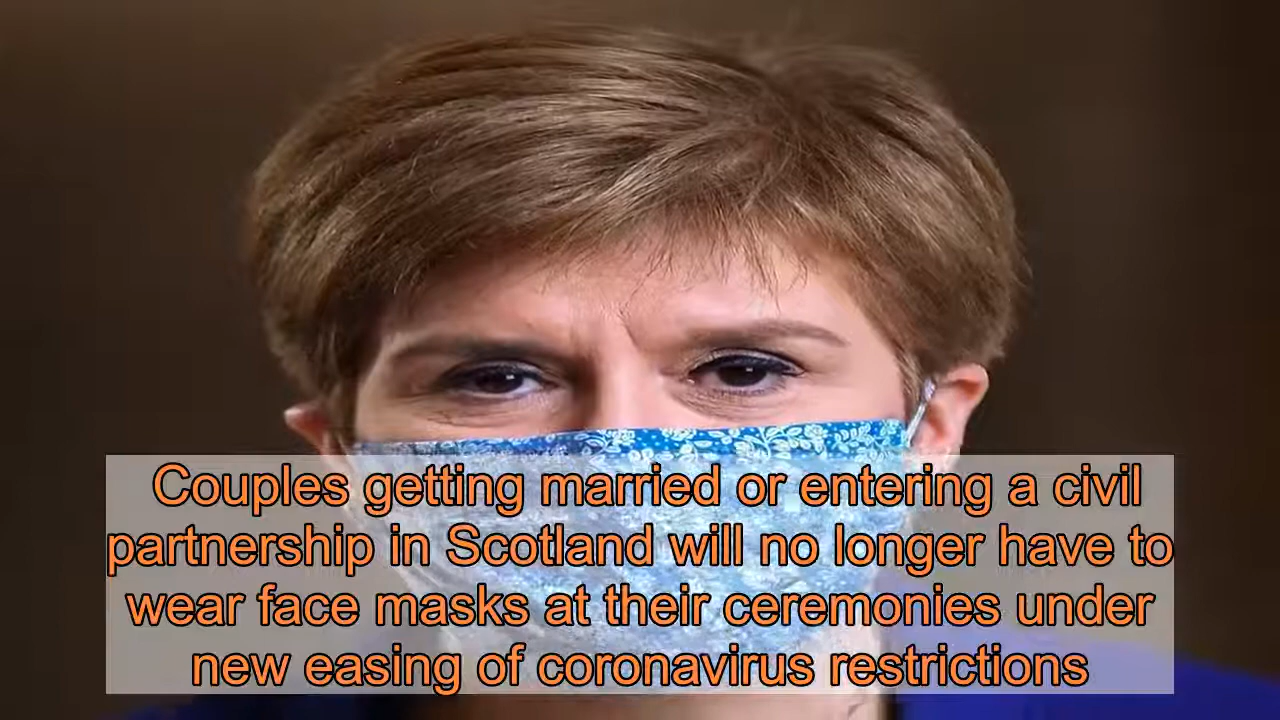 Couples getting married or entering a civil
partnership in Scotland will no longer have to
wear face masks at their ceremonies under
new easing of coronavirus restrictions